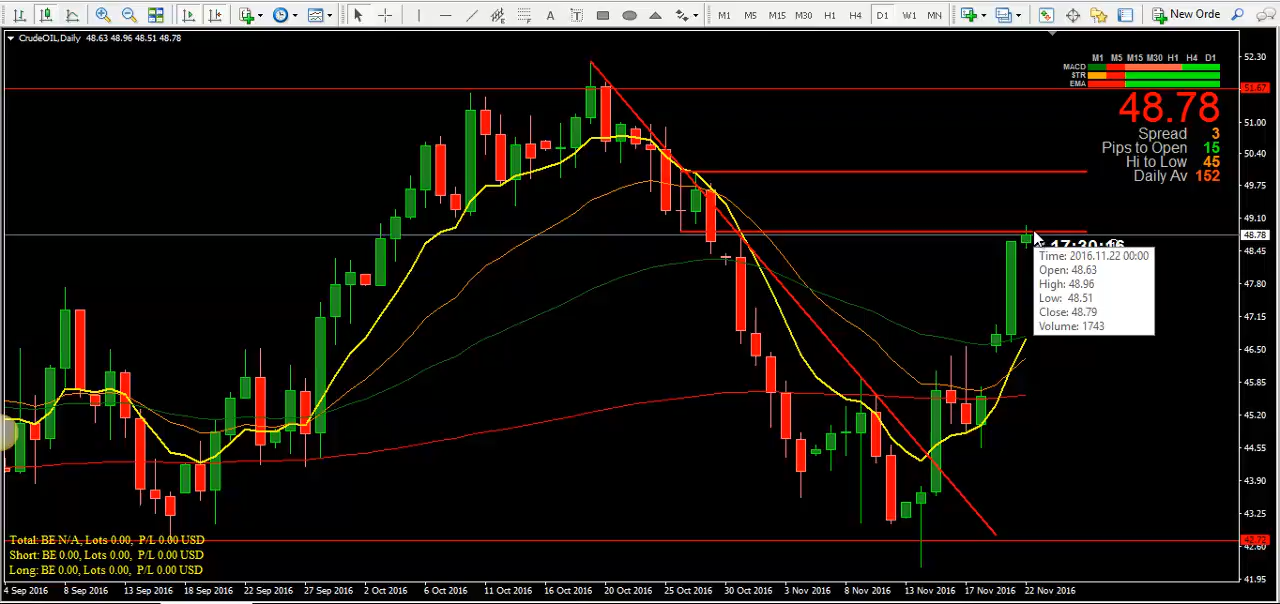 A T M1 M5 M15 M30 H1 H4 D1 W1 MN New Orde
CrudeOIL,Daily 48.63 48.96 48.51 48.78
M1 M5 M15 M30 H1 H4 D1
MACD
STR
EMA
48.78
Spread 3
Pips to Open 15
Hi to Low 45
Daily Av 152
52.30
51.67
51.00
50.40
49.75
49.10
48.78
48.45
47.80
47.15
46.50
45.85
45.20
44.55
43.90
43.25
42.72
42.60
41.95
17:30:16
Time: 2016.11.22 00:00
Open: 48.63
High: 48.96
Low: 48.51
Close: 48.79
Volume: 1743
Total: BE N/A, Lots 0.00, P/L 0.00 USD
Short: BE 0.00, Lots 0.00, P/L 0.00 USD
Long: BE 0.00, Lots 0.00, P/L 0.00 USD
4 Sep 2016 8 Sep 2016 13 Sep 2016 18 Sep 2016 22 Sep 2016 27 Sep 2016 2 Oct 2016 6 Oct 2016 11 Oct 2016 16 Oct 2016 20 Oct 2016 25 Oct 2016 30 Oct 2016 3 Nov 2016 8 Nov 2016 13 Nov 2016 17 Nov 2016 22 Nov 2016